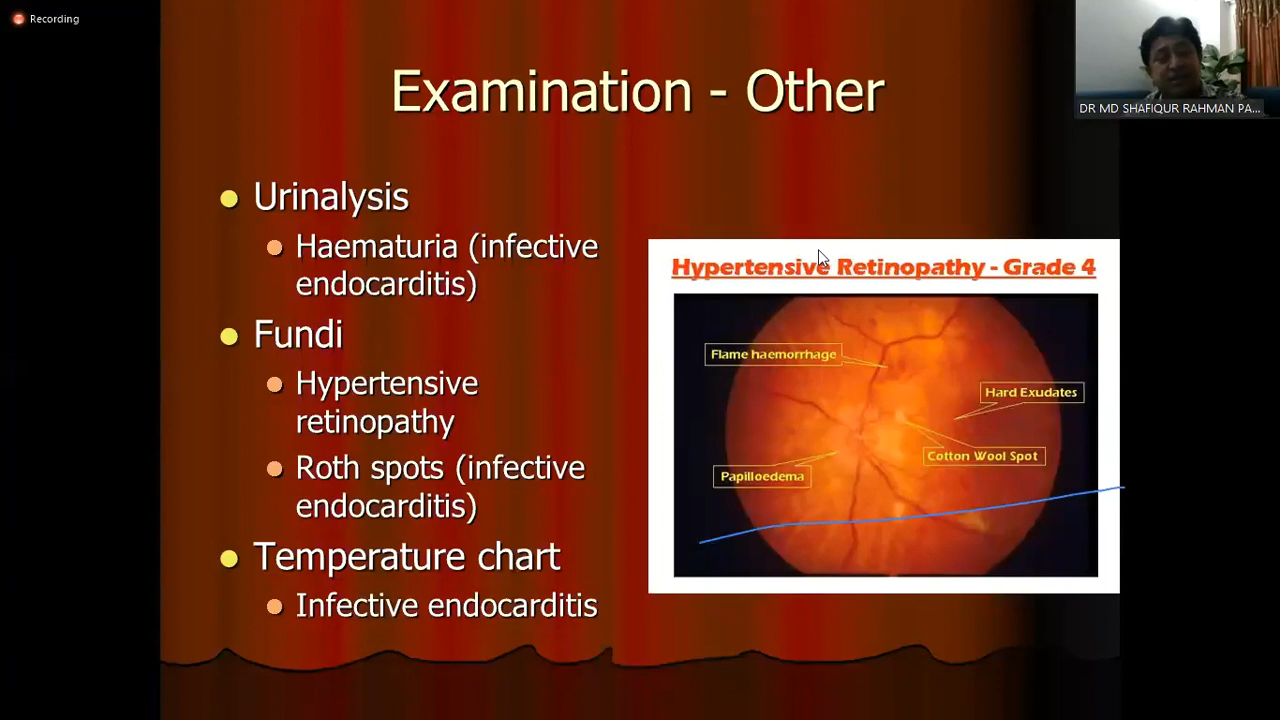 Recording
DR MD SHAFIQUR RAHMAN PA...
Examination - Other
Urinalysis
Haematuria (infective
endocarditis)
Fundi
Hypertensive
retinopathy
Roth spots (infective
endocarditis)
Temperature chart
Infective endocarditis
Hypertensive Retinopathy - Grade 4
Flame haemorrhage
Hard Exudates
Cotton Wool Spot
Papilloedema